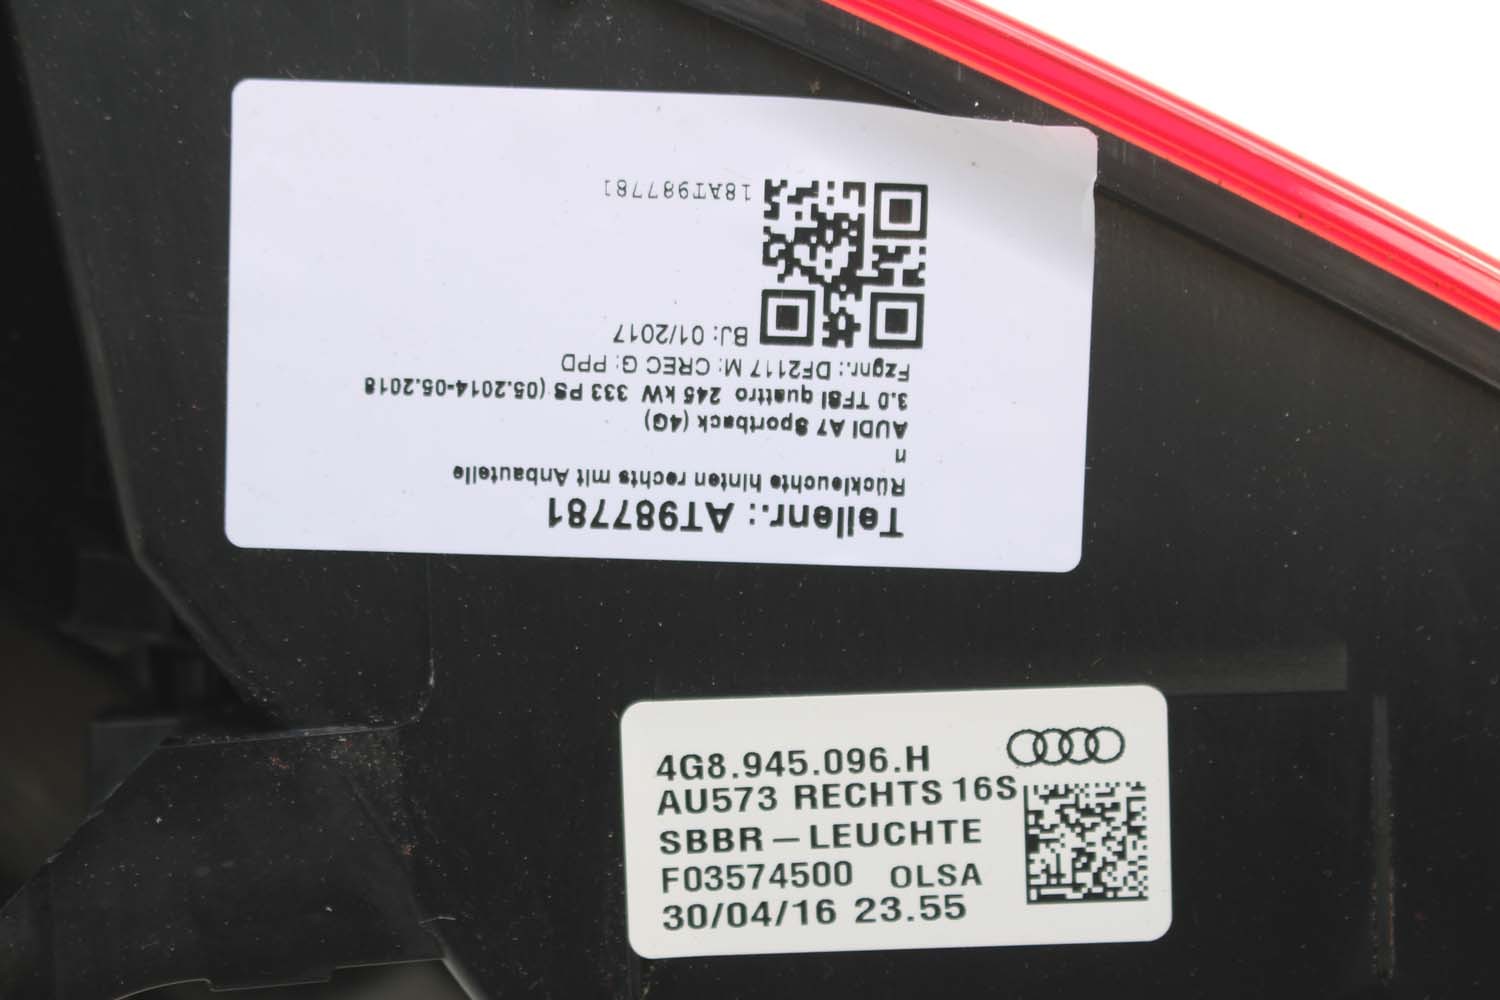 Teilenr.: AT987781
Rückleuchte hinten rechts mit Anbauteile
n
AUDI A7 Sportback (4G)
3.0 TFSI quattro 245 kW 333 PS (05.2014-05.2018
Fzgnr.: DF2117 M: CREC G: PPD
BJ: 01/2017
18AT987781
4G8.945.096.H
AU573 RECHTS 16S
SBBR - LEUCHTE
F03574500 OLSA
30/04/16 23.55